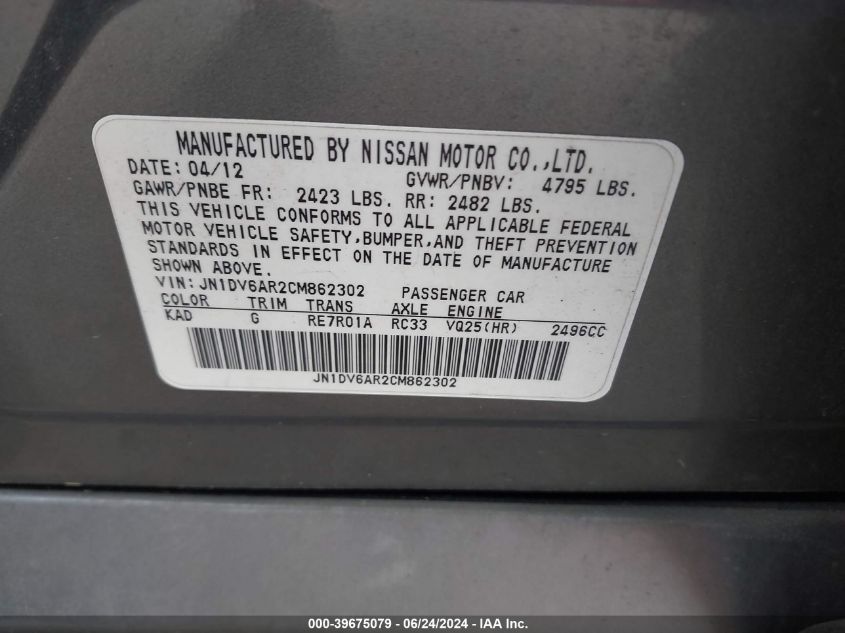 MANUFACTURED BY NISSAN MOTOR CO.,LTD.
DATE: 04/12 GVWR/PNBV: 4795 LBS.
GAWR/PNBE FR: 2423 LBS. RR: 2482 LBS.
THIS VEHICLE CONFORMS TO ALL APPLICABLE FEDERAL
MOTOR VEHICLE SAFETY,BUMPER,AND THEFT PREVENTION
STANDARDS IN EFFECT ON THE DATE OF MANUFACTURE
SHOWN ABOVE.
VIN: JN1DV6AR2CM862302 PASSENGER CAR
COLOR TRIM TRANS AXLE ENGINE
KAD G RE7R01A RC33 VQ25(HR) 2496CC
JN1DV6AR2CM862302
000-39675079 - 06/24/2024 - IAA Inc.